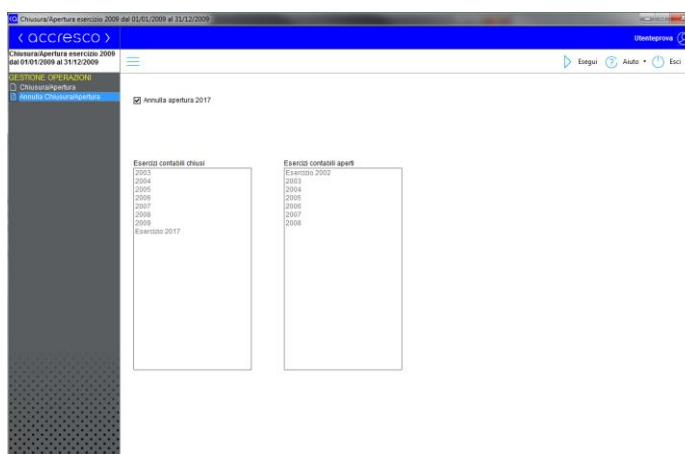 Chiusura/Apertura esercizio 2009 dal 01/01/2009 al 31/12/2009
‹ accresco ›
Utenteprova
Chiusura/Apertura esercizio 2009
dal 01/01/2009 al 31/12/2009
Esegui
Aiuto
Esci
GESTIONE OPERAZIONI
Chiusura/Apertura
Annulla Chiusura/Apertura
Annulla apertura 2017
Esercizi contabili chiusi
2003
2004
2005
2006
2007
2008
2009
Esercizio 2017
Esercizi contabili aperti
Esercizio 2002
2003
2004
2005
2006
2007
2008